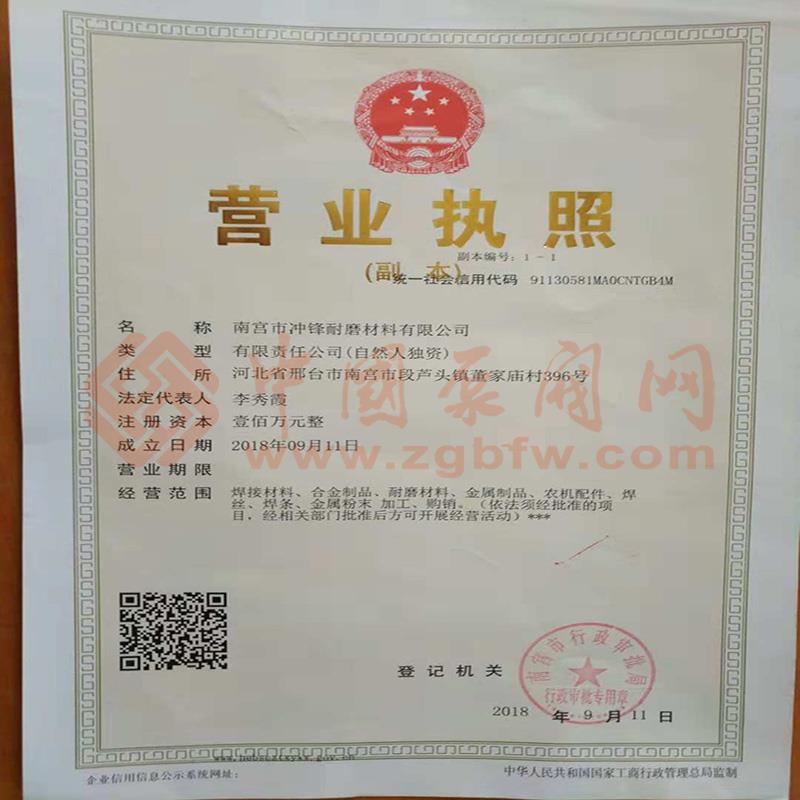 营业执照
副本编号：1－1
(副 本)
统一社会信用代码 91130581MA0CNTGB4M
名 称 南宫市冲锋耐磨材料有限公司
类 型 有限责任公司(自然人独资)
住 所 河北省邢台市南宫市段芦头镇董家庙村396号
法定代表人 李秀霞
注册资本 壹佰万元整
成立日期 2018年09月11日
营业期限
经营范围 焊接材料、合金制品、耐磨材料、金属制品、农机配件、焊
丝、焊条、金属粉末 加工、购销。（依法须经批准的项
目，经相关部门批准后方可开展经营活动）***
中国泵阀网
www.zgbfw.com
登记机关
南宫市行政审批局
行政审批专用章
2018 年 9 月 11 日
企业信用信息公示系统网址：
中华人民共和国国家工商行政管理总局监制